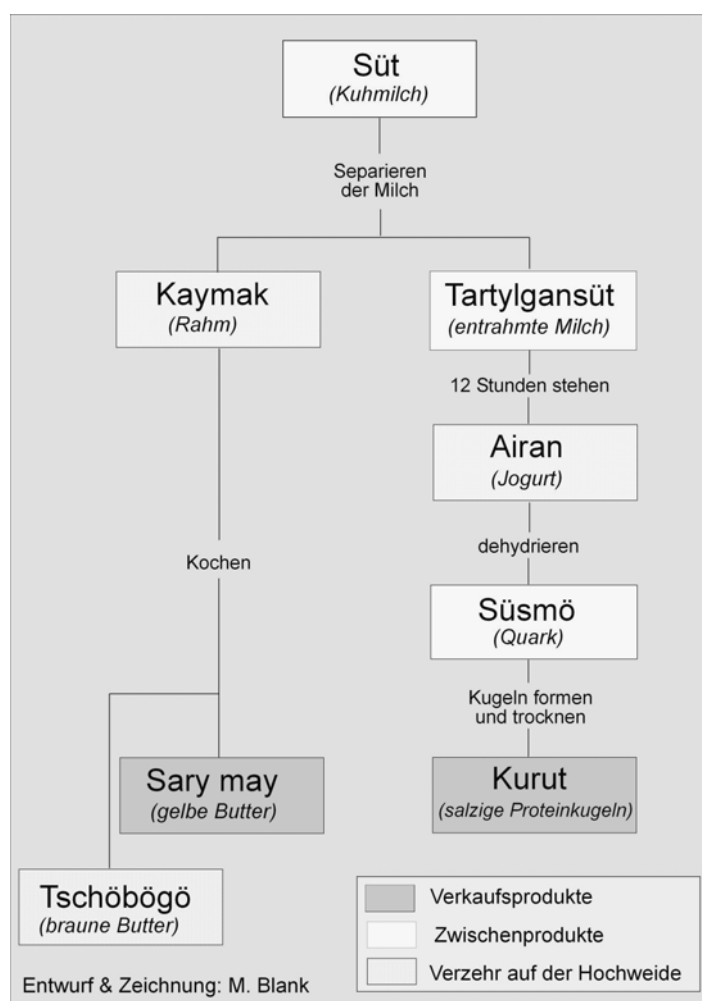 Süt
(Kuhmilch)
Separieren
der Milch
Kaymak
(Rahm)
Tartylgansüt
(entrahmte Milch)
12 Stunden stehen
Airan
(Jogurt)
dehydrieren
Kochen
Süsmö
(Quark)
Kugeln formen
und trocknen
Sary may
(gelbe Butter)
Kurut
(salzige Proteinkugeln)
Tschöbögö
(braune Butter)
Verkaufsprodukte
Zwischenprodukte
Verzehr auf der Hochweide
Entwurf & Zeichnung: M. Blank